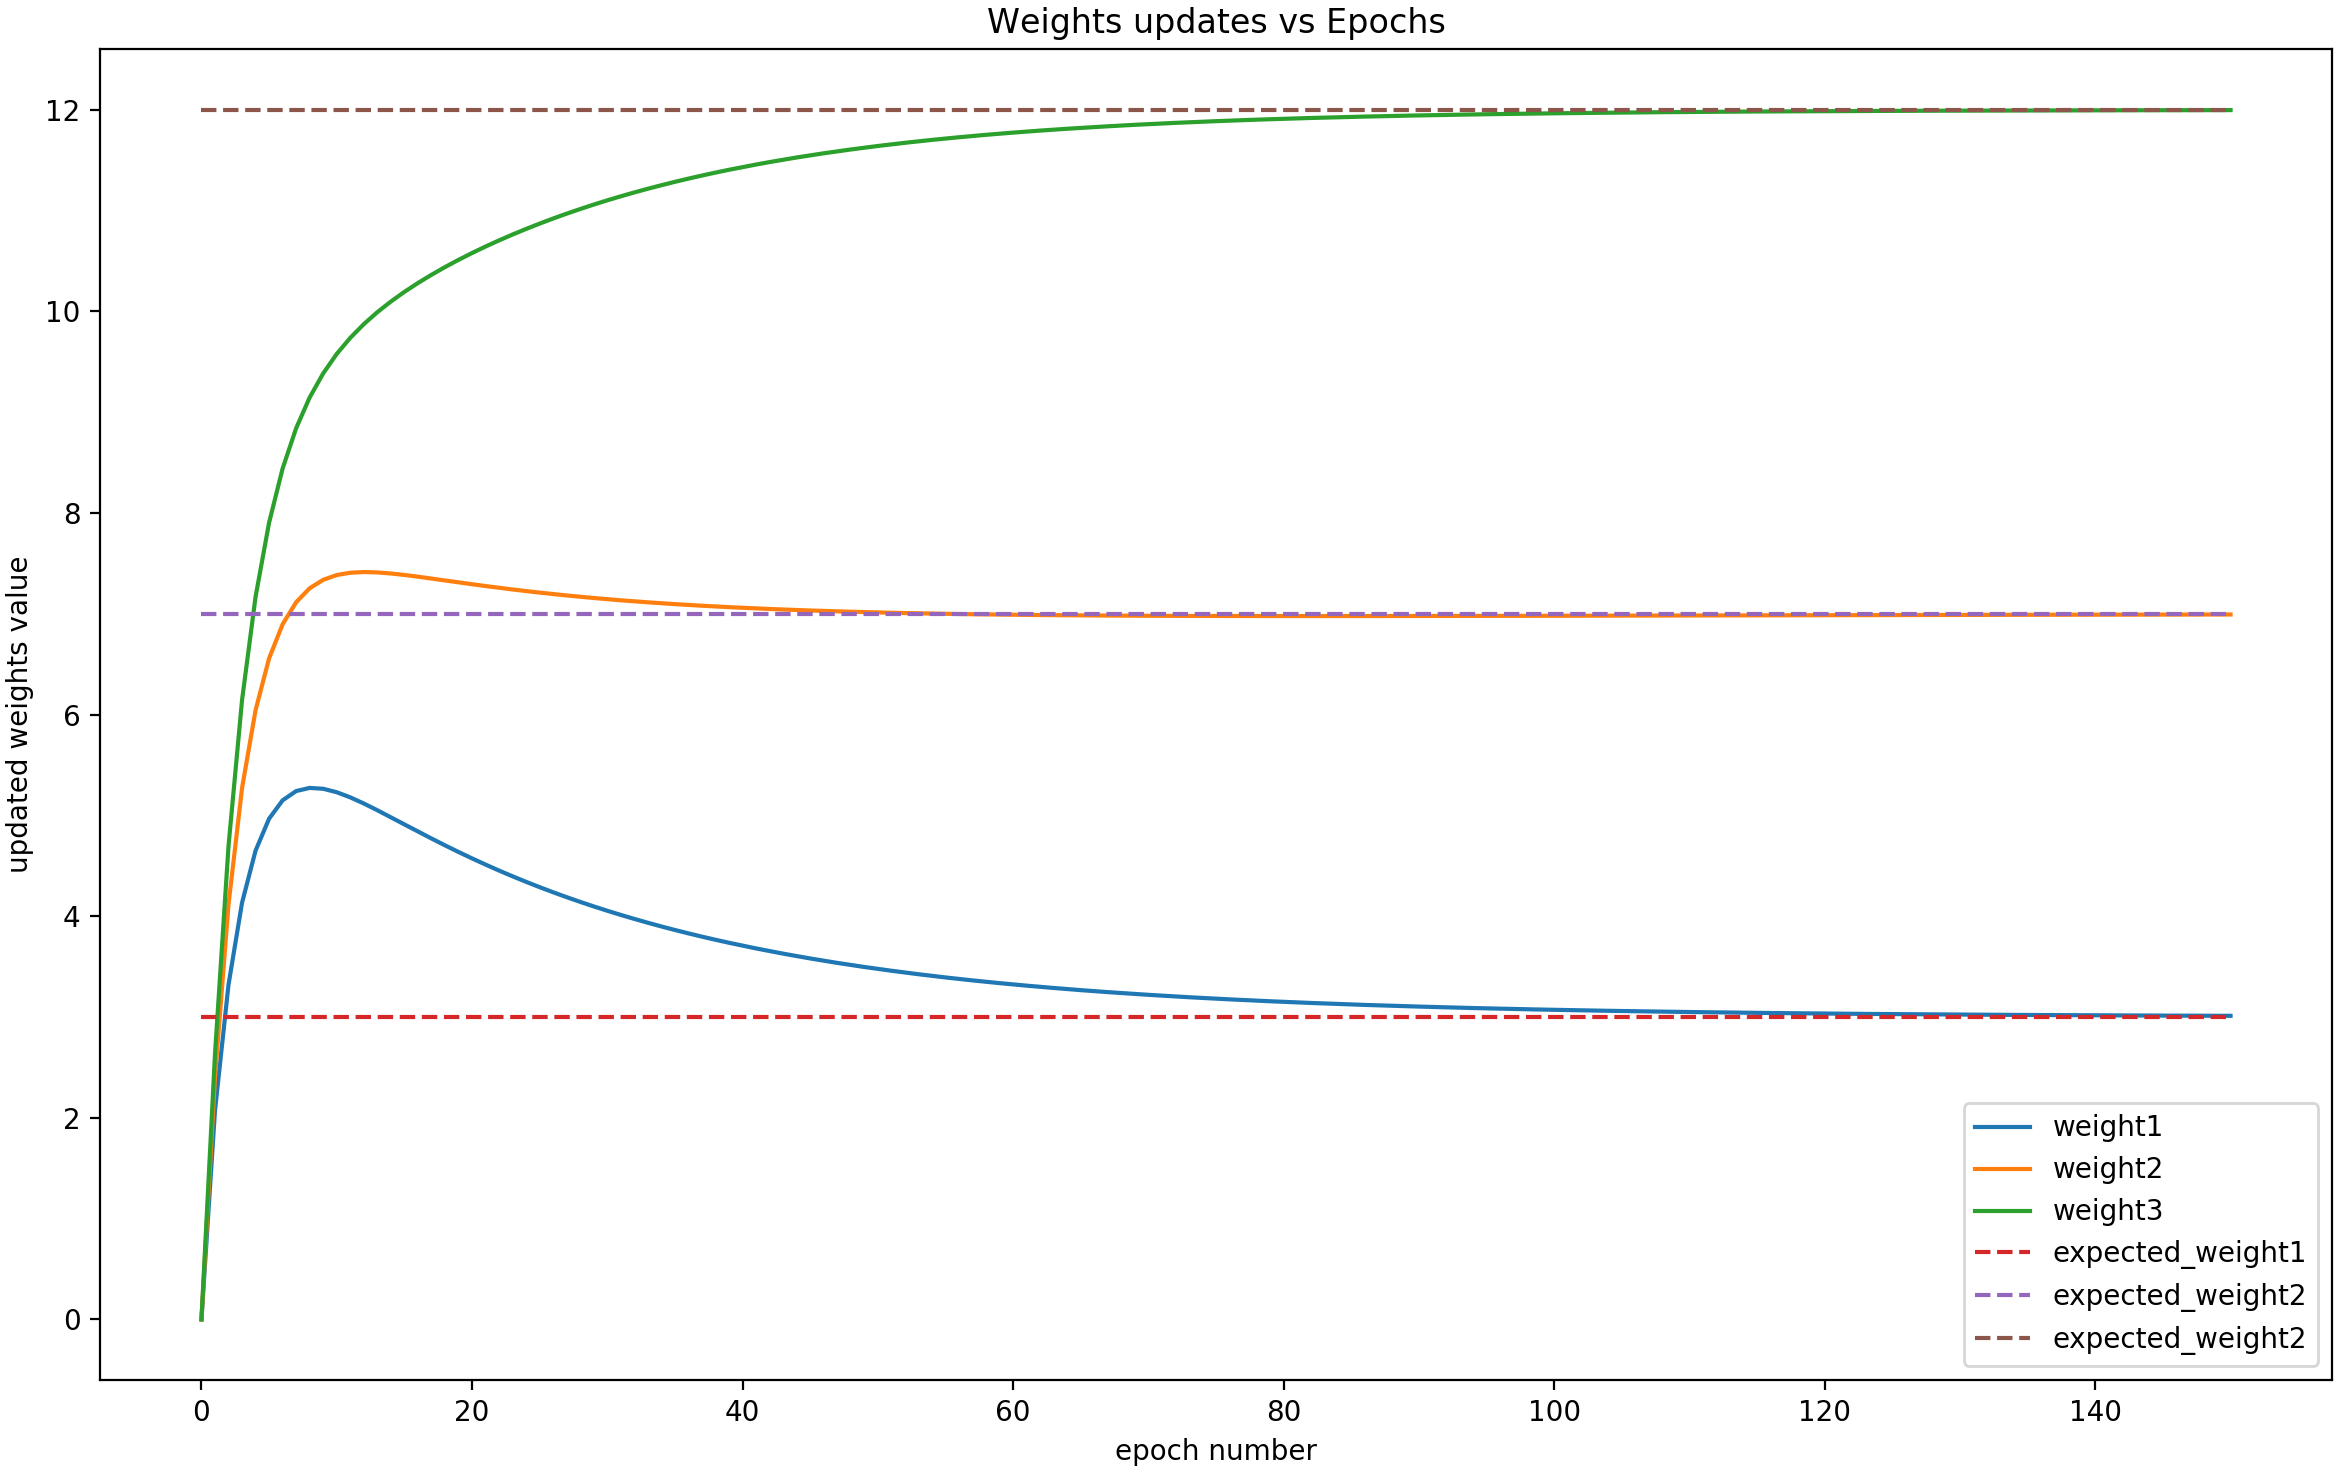 Weights updates vs Epochs
updated weights value
12
10
8
6
4
2
0
0 20 40 60 80 100 120 140
epoch number
weight1
weight2
weight3
expected_weight1
expected_weight2
expected_weight2